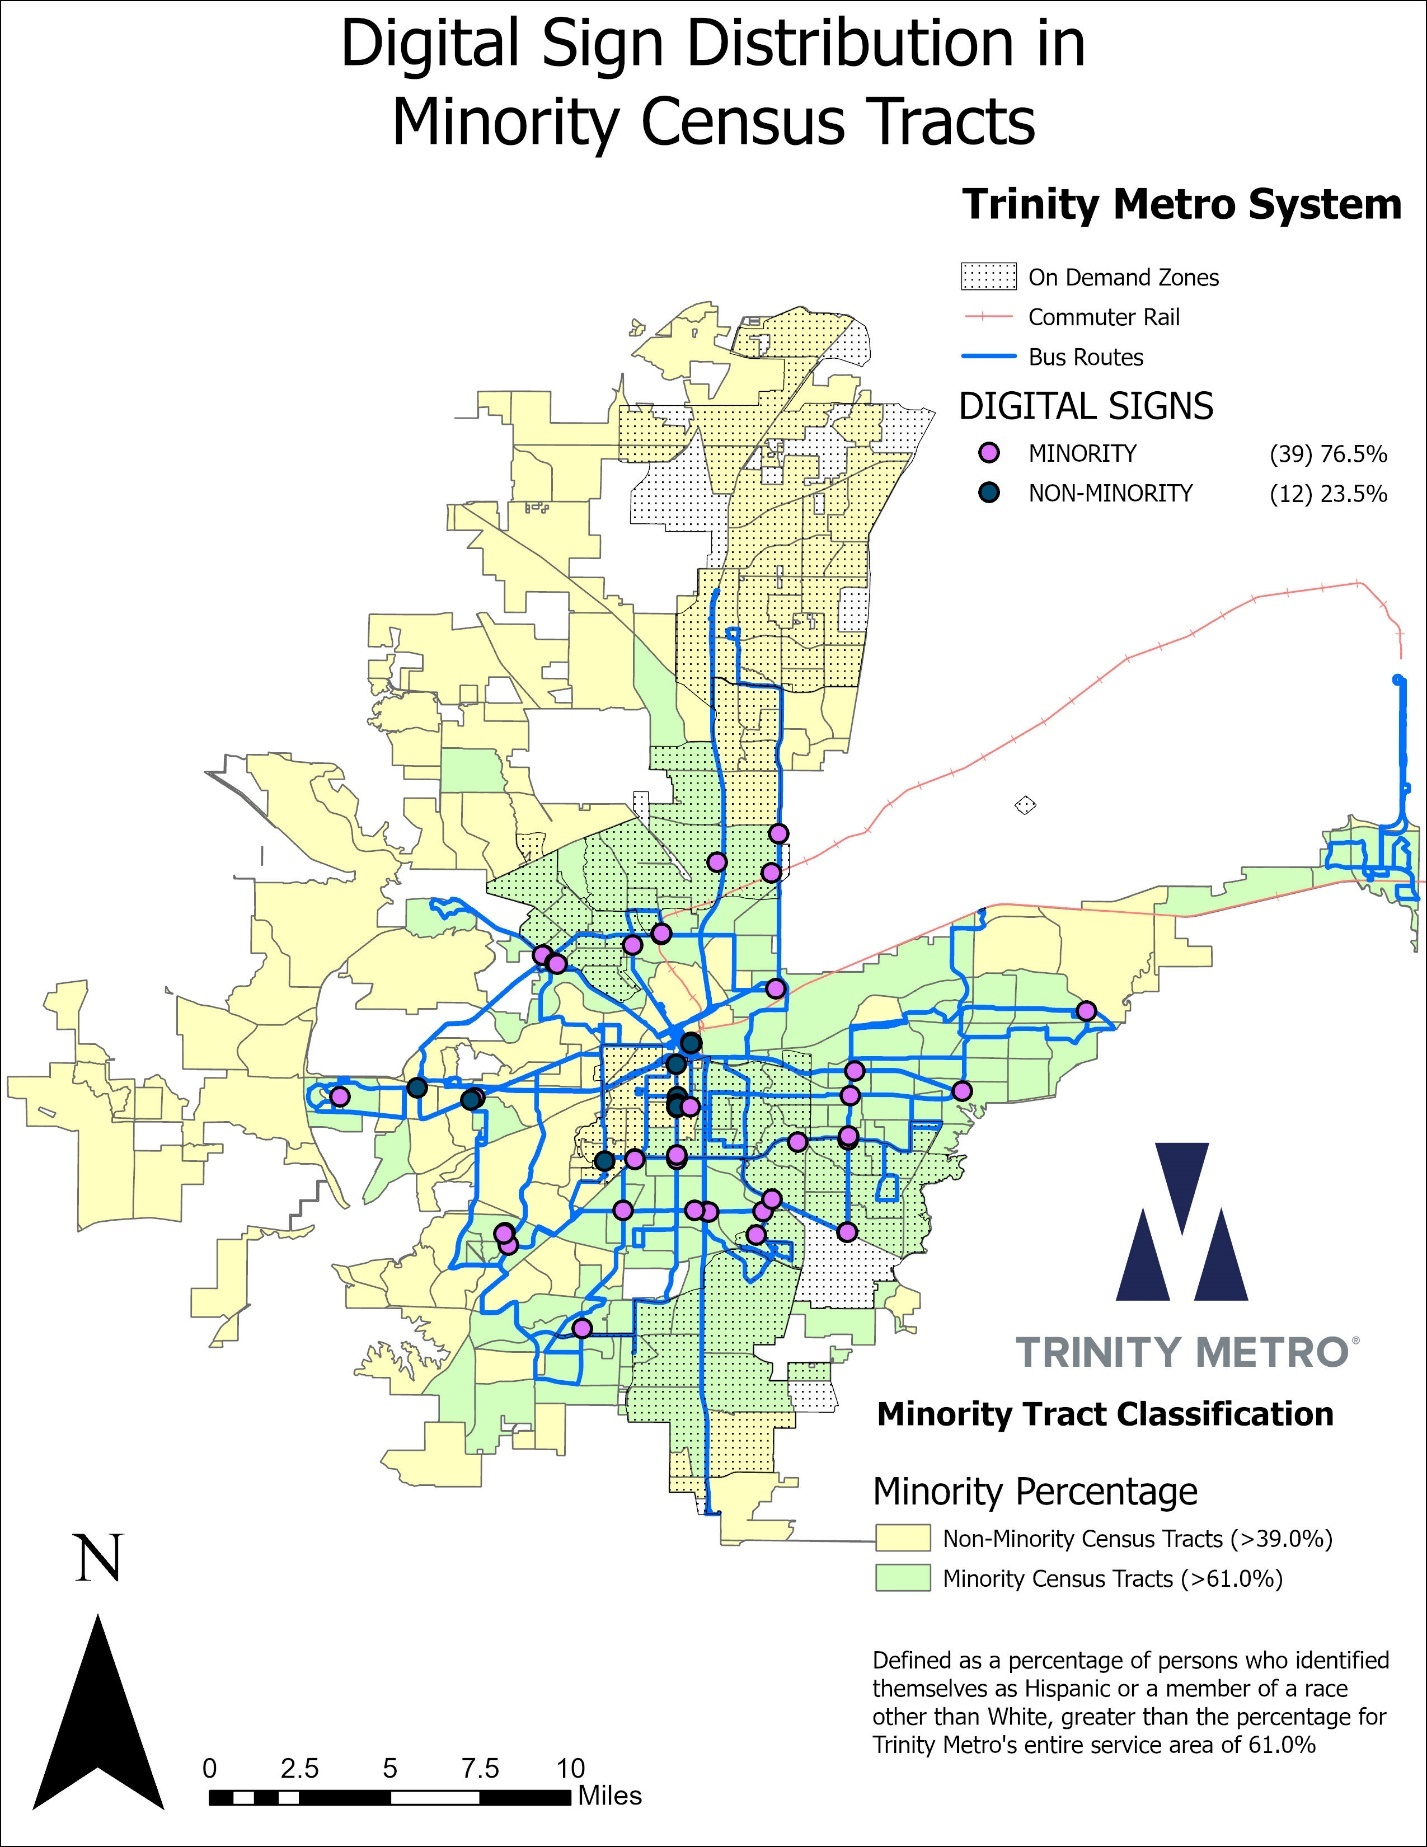 Digital Sign Distribution in
Minority Census Tracts
Trinity Metro System
On Demand Zones
Commuter Rail
Bus Routes
DIGITAL SIGNS
MINORITY (39) 76.5%
NON-MINORITY (12) 23.5%
TRINITY METRO®
Minority Tract Classification
Minority Percentage
Non-Minority Census Tracts (>39.0%)
Minority Census Tracts (>61.0%)
Defined as a percentage of persons who identified
themselves as Hispanic or a member of a race
other than White, greater than the percentage for
Trinity Metro's entire service area of 61.0%
N
0 2.5 5 7.5 10
Miles